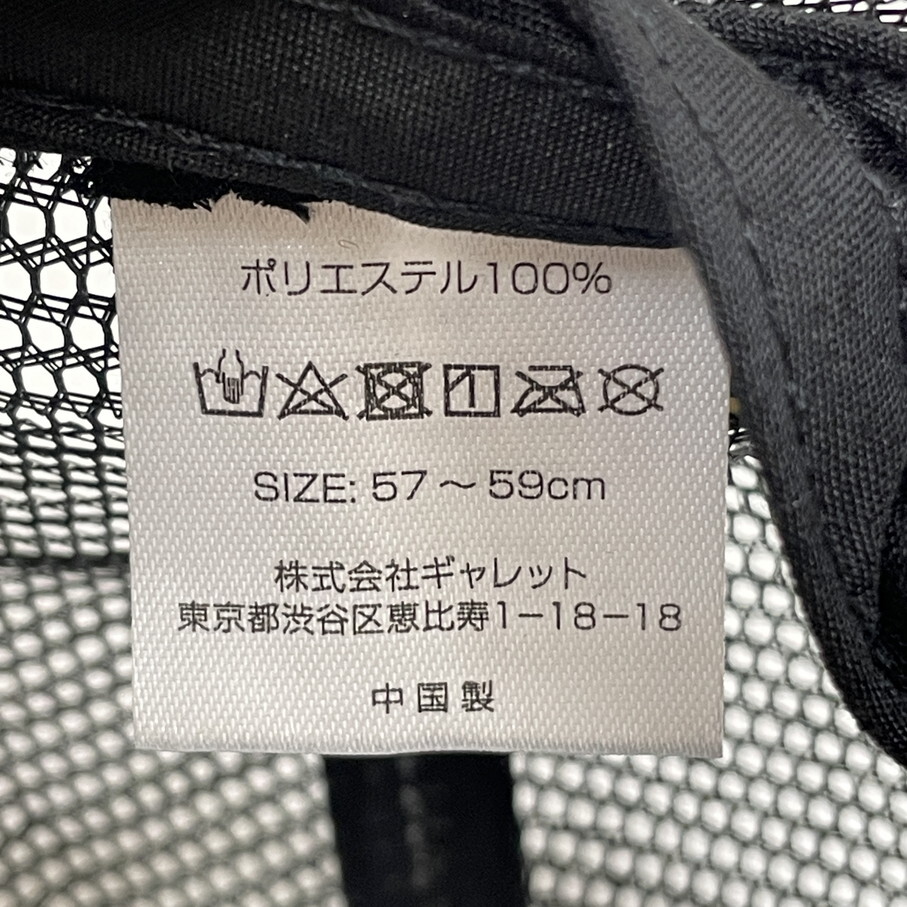 ポリエステル100%
SIZE: 57～59cm
株式会社ギャレット
東京都渋谷区恵比寿1-18-18
中国製